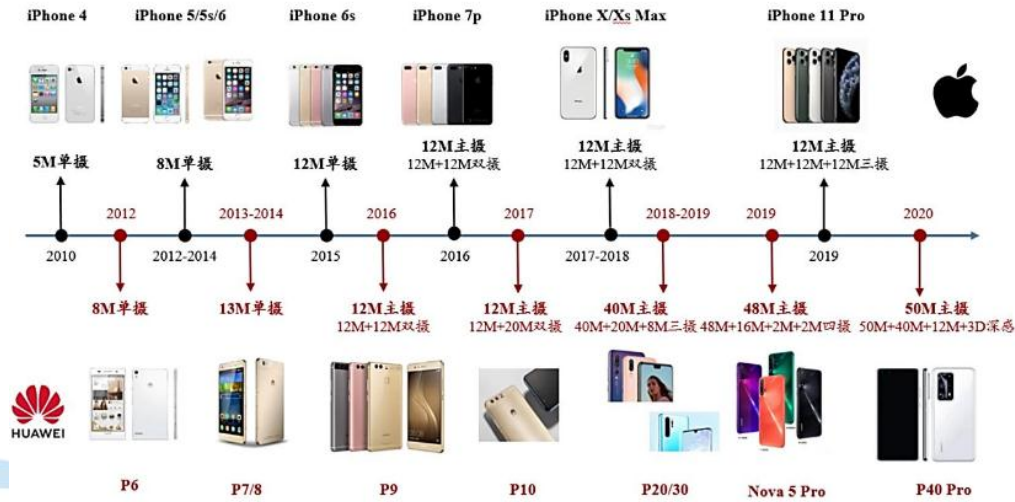 iPhone 4 iPhone 5/5s/6 iPhone 6s iPhone 7p iPhone X/Xs Max iPhone 11 Pro
5M单摄 8M单摄 12M单摄 12M主摄 12M主摄 12M主摄
12M+12M双摄 12M+12M双摄 12M+12M+12M三摄
2012 2013-2014 2016 2017 2018-2019 2019 2020
2010 2012-2014 2015 2016 2017-2018 2019
8M单摄 13M单摄 12M主摄 12M主摄 40M主摄 48M主摄 50M主摄
12M+12M双摄 12M+20M双摄 40M+20M+8M三摄 48M+16M+2M+2M四摄 50M+40M+12M+3D深感
HUAWEI
P6 P7/8 P9 P10 P20/30 Nova 5 Pro P40 Pro